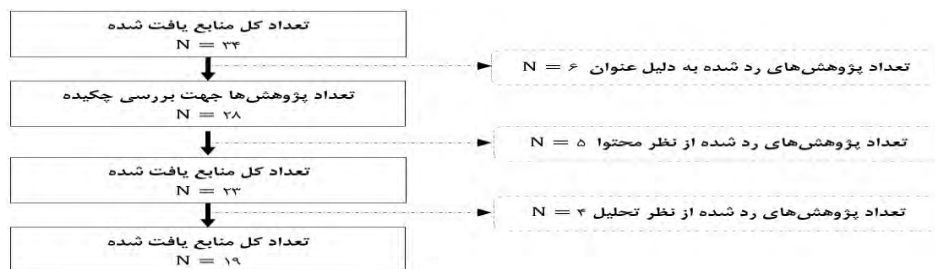 تعداد کل منابع یافت شده
N = ۳۴
تعداد پژوهش‌های رد شده به دلیل عنوان N = ۶
تعداد پژوهش‌ها جهت بررسی چکیده
N = ۲۸
تعداد پژوهش‌های رد شده از نظر محتوا N = ۵
تعداد کل منابع یافت شده
N = ۲۳
تعداد پژوهش‌های رد شده از نظر تحلیل N = ۴
تعداد کل منابع یافت شده
N = ۱۹